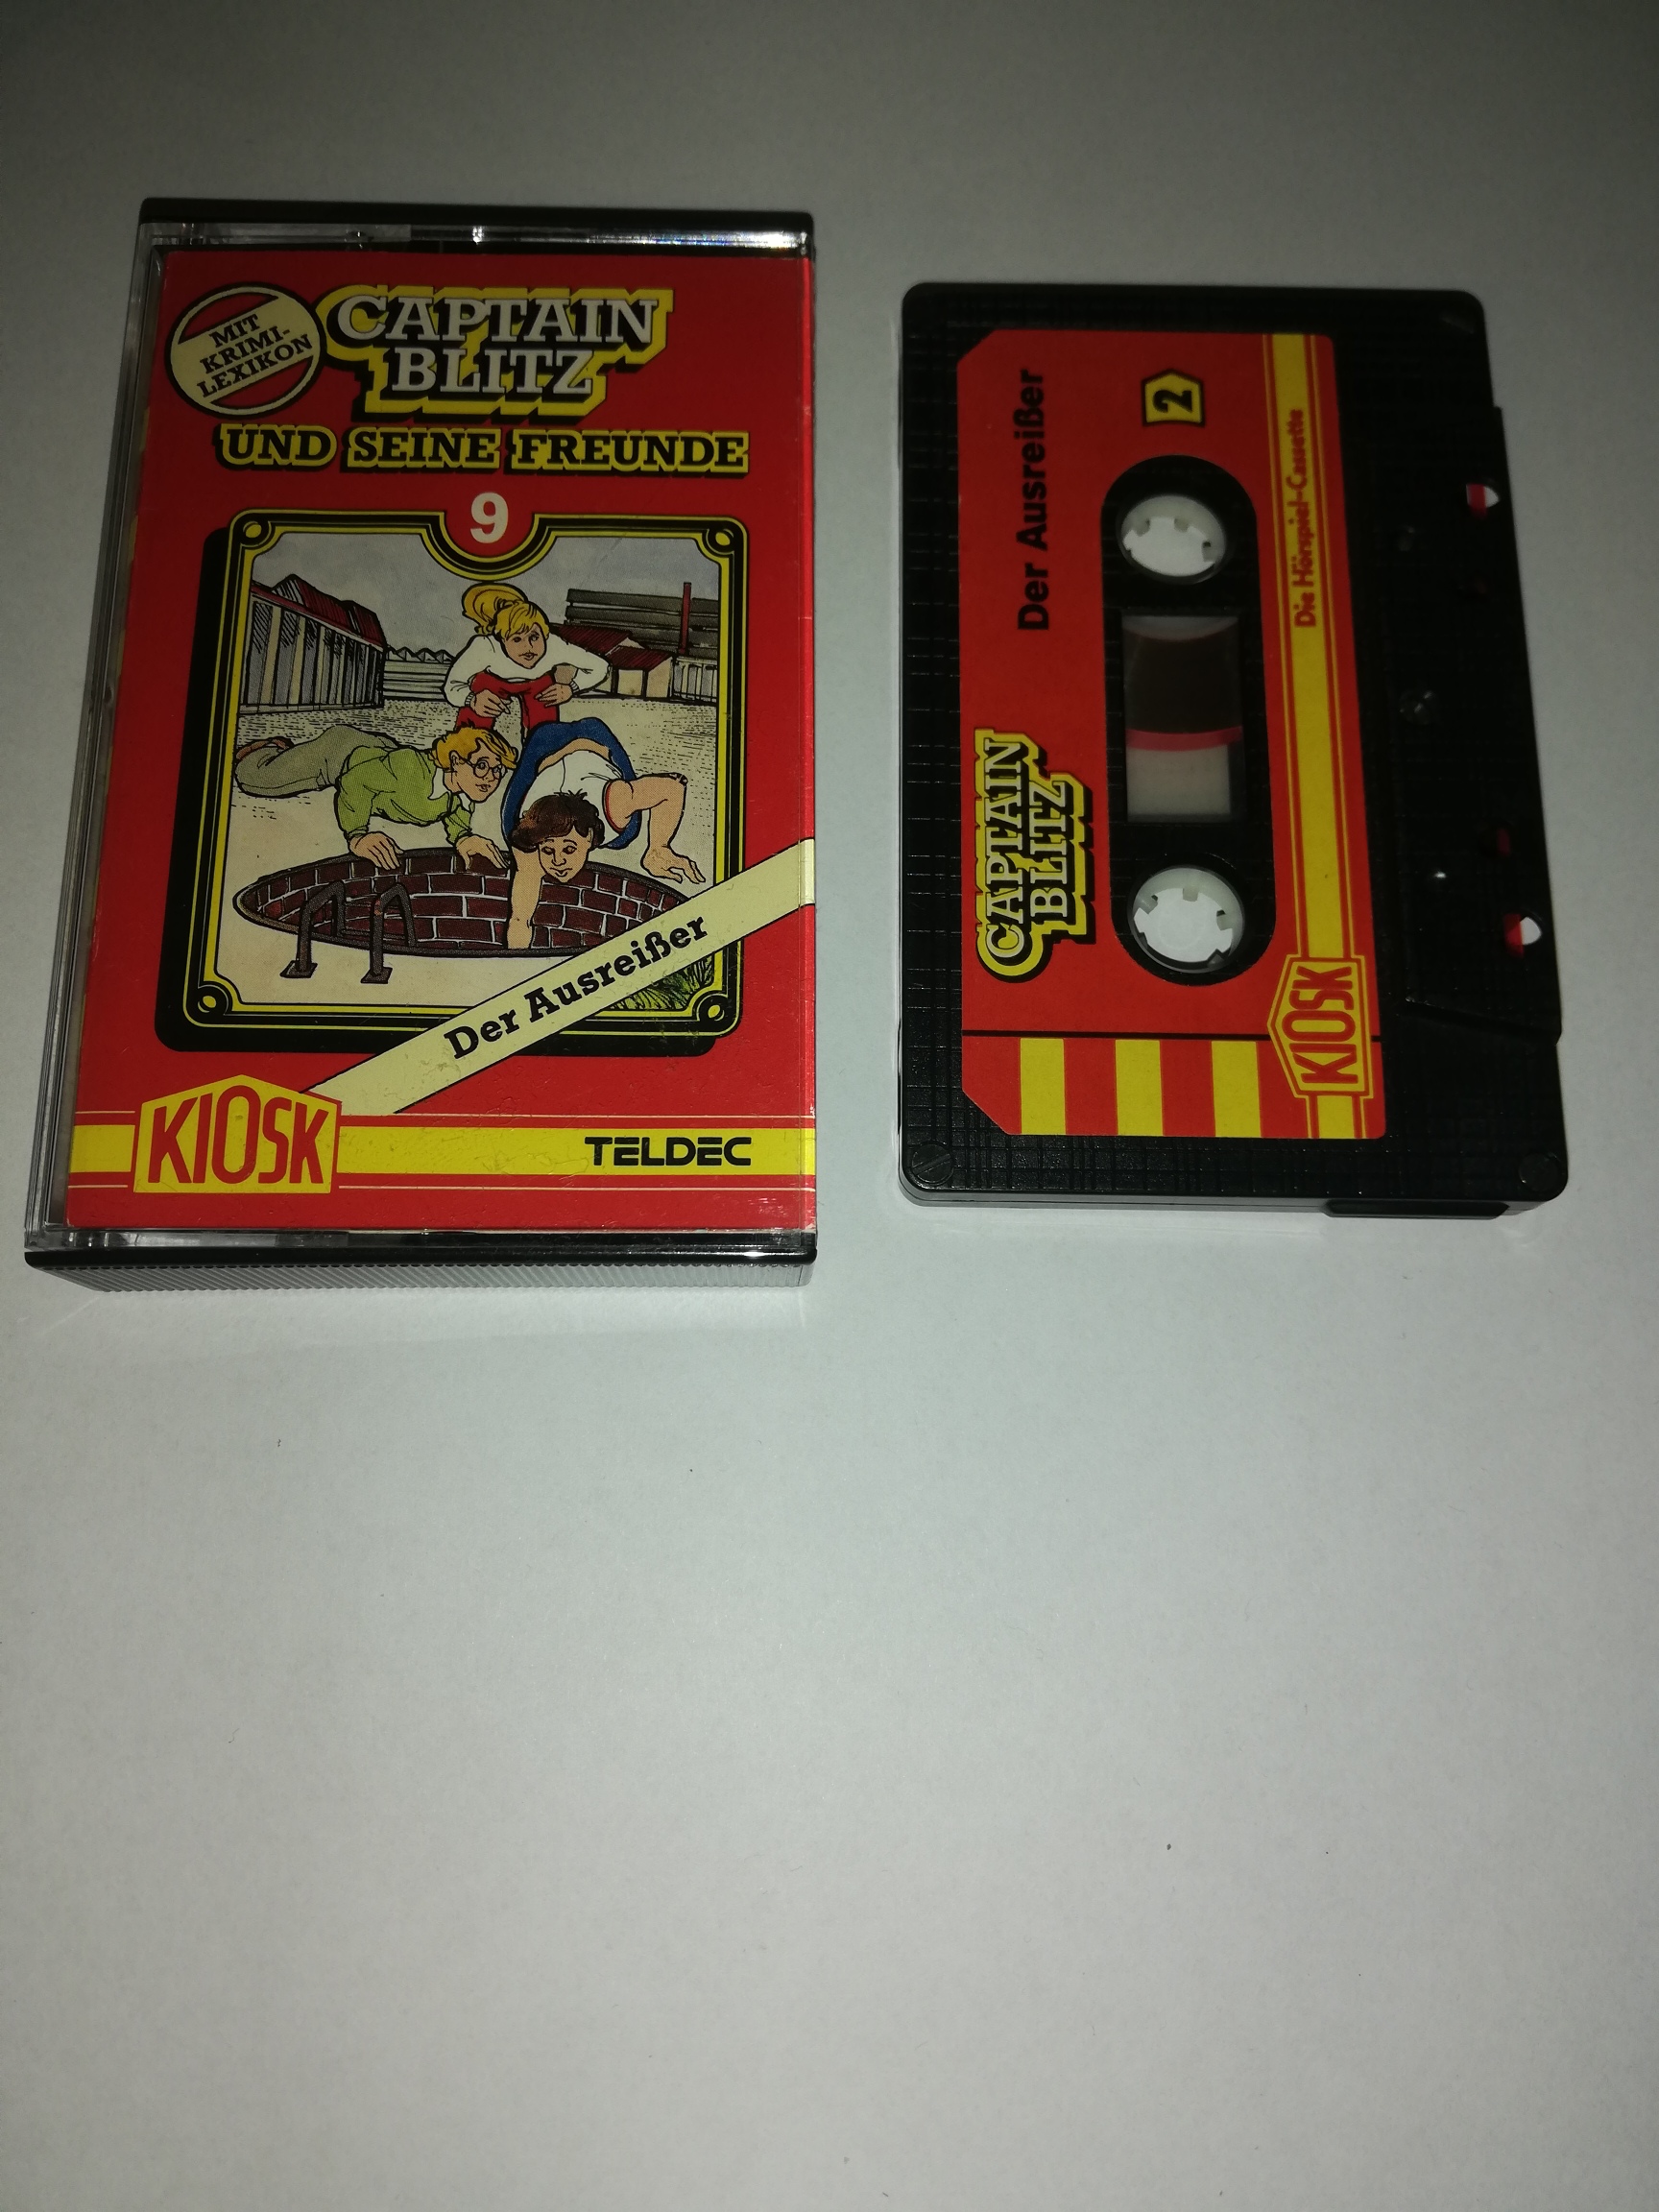 MIT
KRIMI-
LEXIKON
CAPTAIN
BLITZ
UND SEINE FREUNDE
9
Der Ausreißer
KIOSK
TELDEC
CAPTAIN
BLITZ
Der Ausreißer
2
KIOSK
Die Hörspiel-Cassette